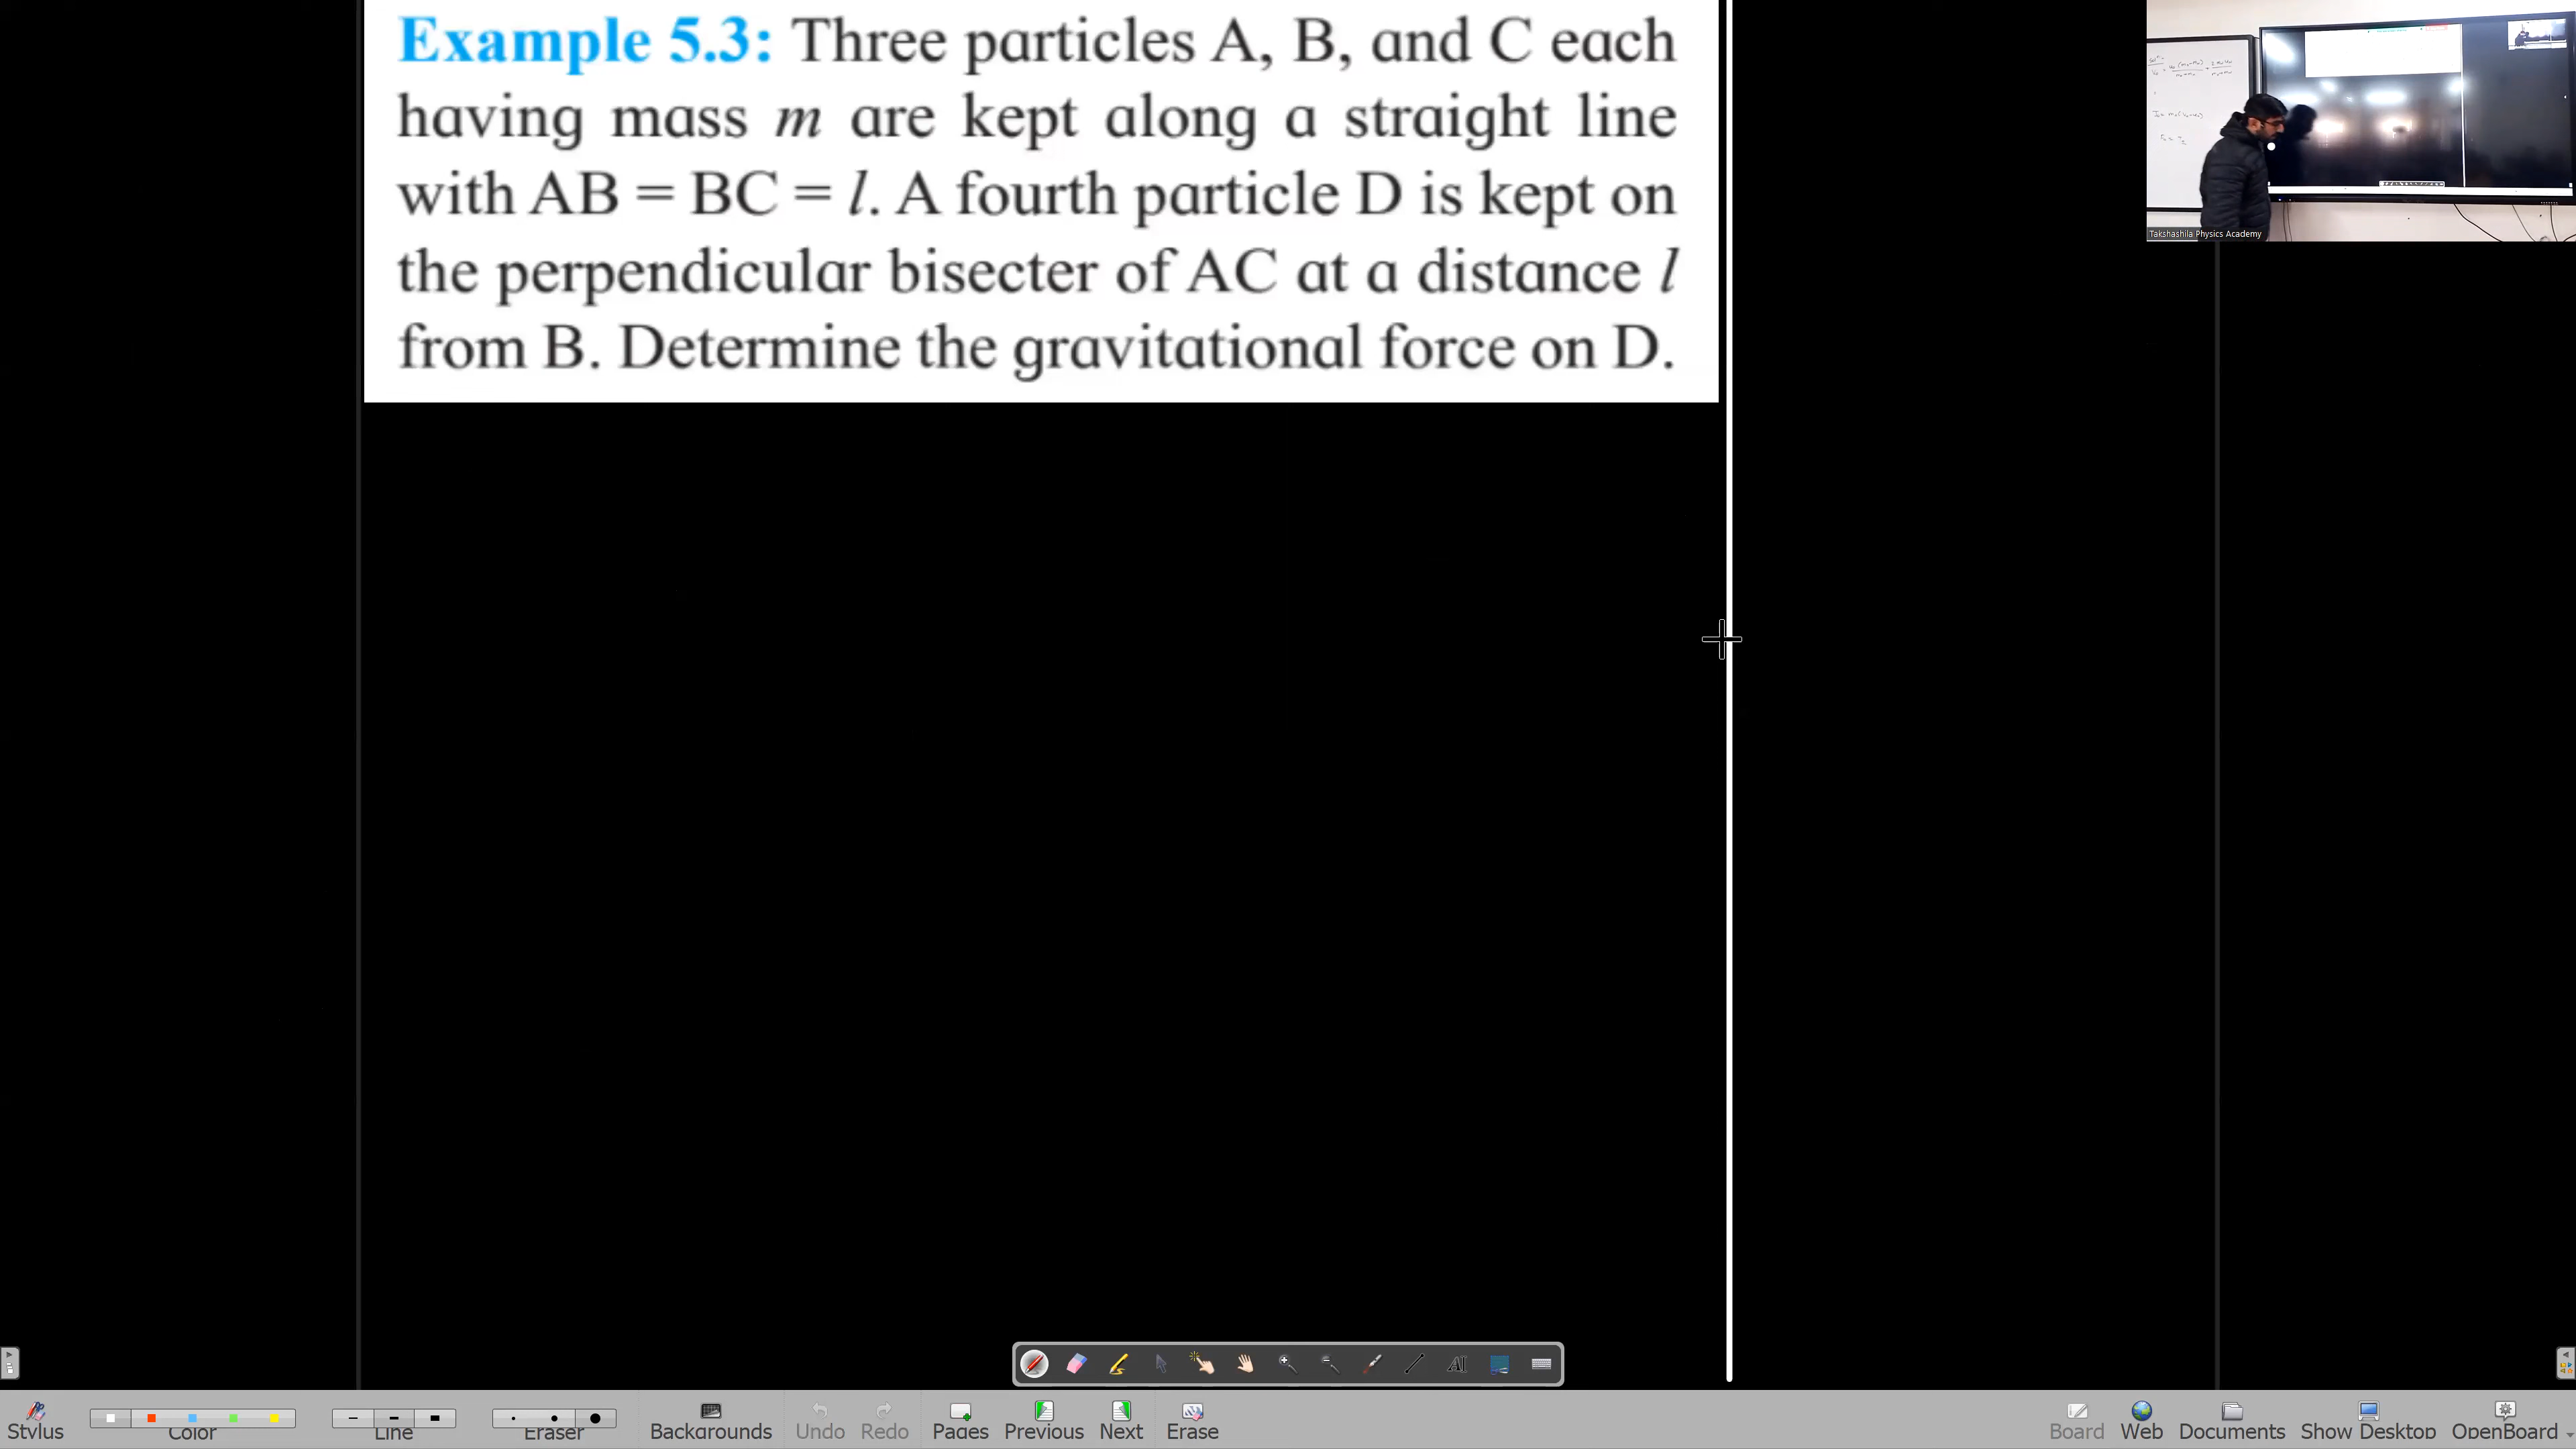 Example 5.3: Three particles A, B, and C each
having mass m are kept along a straight line
with AB = BC = l. A fourth particle D is kept on
the perpendicular bisecter of AC at a distance l
from B. Determine the gravitational force on D.
Takshashila Physics Academy
Stylus
Color
Line
Eraser
Backgrounds
Undo
Redo
Pages
Previous
Next
Erase
Board
Web
Documents
Show Desktop
OpenBoard